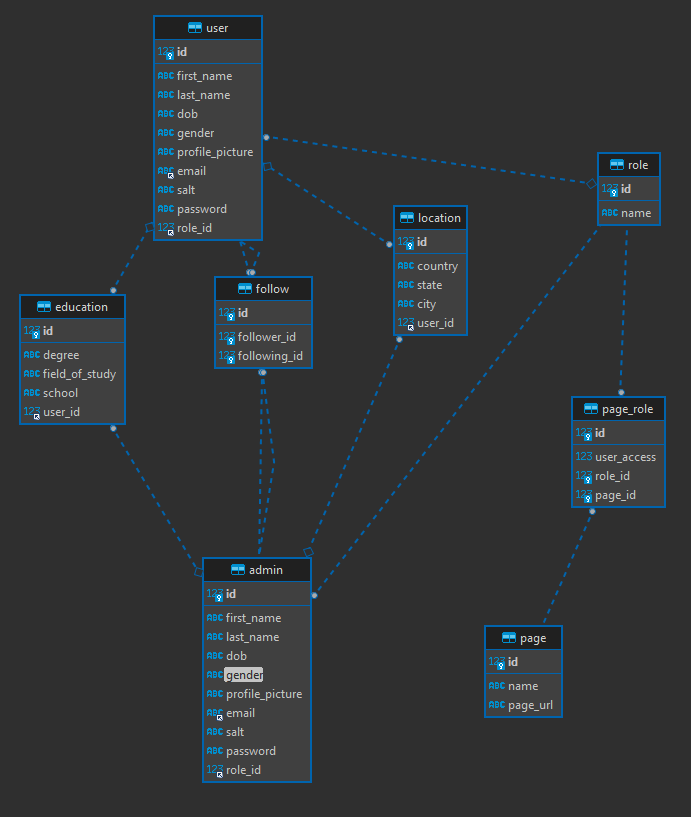 user
123 id
ABC first_name
ABC last_name
ABC dob
ABC gender
ABC profile_picture
ABC email
ABC salt
ABC password
123 role_id
role
123 id
ABC name
location
123 id
ABC country
ABC state
ABC city
123 user_id
follow
123 id
123 follower_id
123 following_id
education
123 id
ABC degree
ABC field_of_study
ABC school
123 user_id
page_role
123 id
123 user_access
123 role_id
123 page_id
admin
123 id
ABC first_name
ABC last_name
ABC dob
ABC gender
ABC profile_picture
ABC email
ABC salt
ABC password
123 role_id
page
123 id
ABC name
ABC page_url